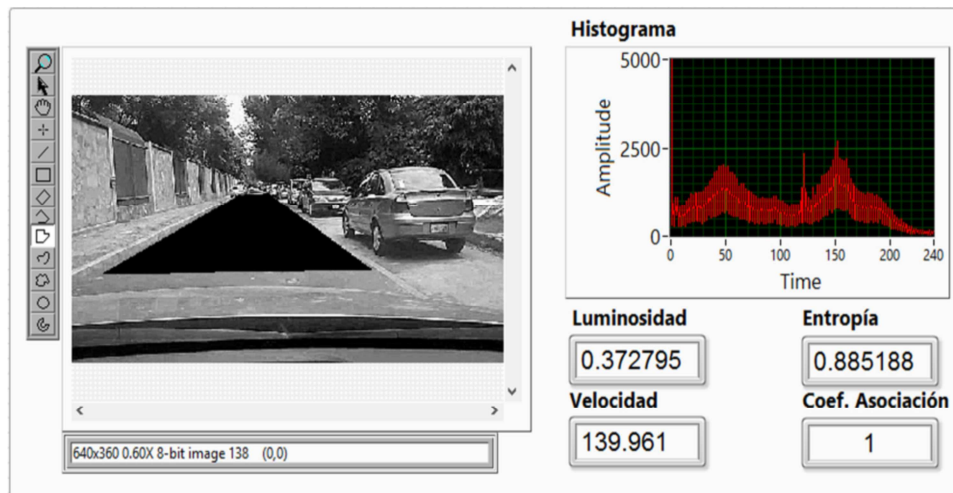 Histograma
5000
2500
0
Amplitude
0
50
100
150
200
240
Time
640x360 0.60X 8-bit image 138 (0,0)
Luminosidad
0.372795
Entropía
0.885188
Velocidad
139.961
Coef. Asociación
1